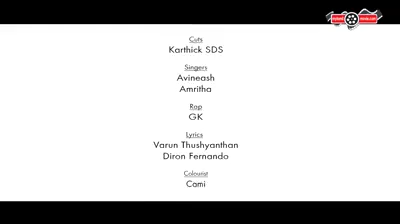 Cuts
Karthick SDS
Singers
Avineash
Amritha
Rap
GK
Lyrics
Varun Thushyanthan
Diron Fernando
Colourist
Cami